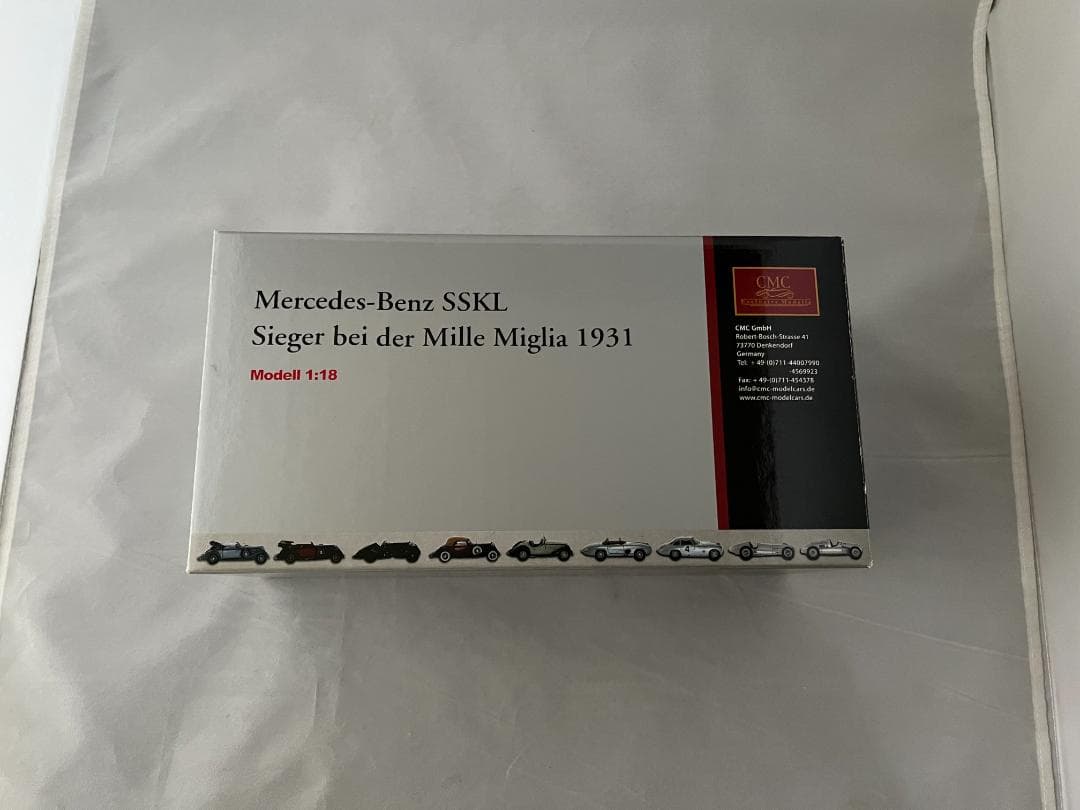 Mercedes-Benz SSKL
Sieger bei der Mille Miglia 1931
Modell 1:18
CMC
Exclusive Modelle
CMC GmbH
Robert-Bosch-Strasse 41
73770 Denkendorf
Germany
Tel: + 49-(0)711-44007990
-4569923
Fax: + 49-(0)711-454378
info@cmc-modelcars.de
www.cmc-modelcars.de
4